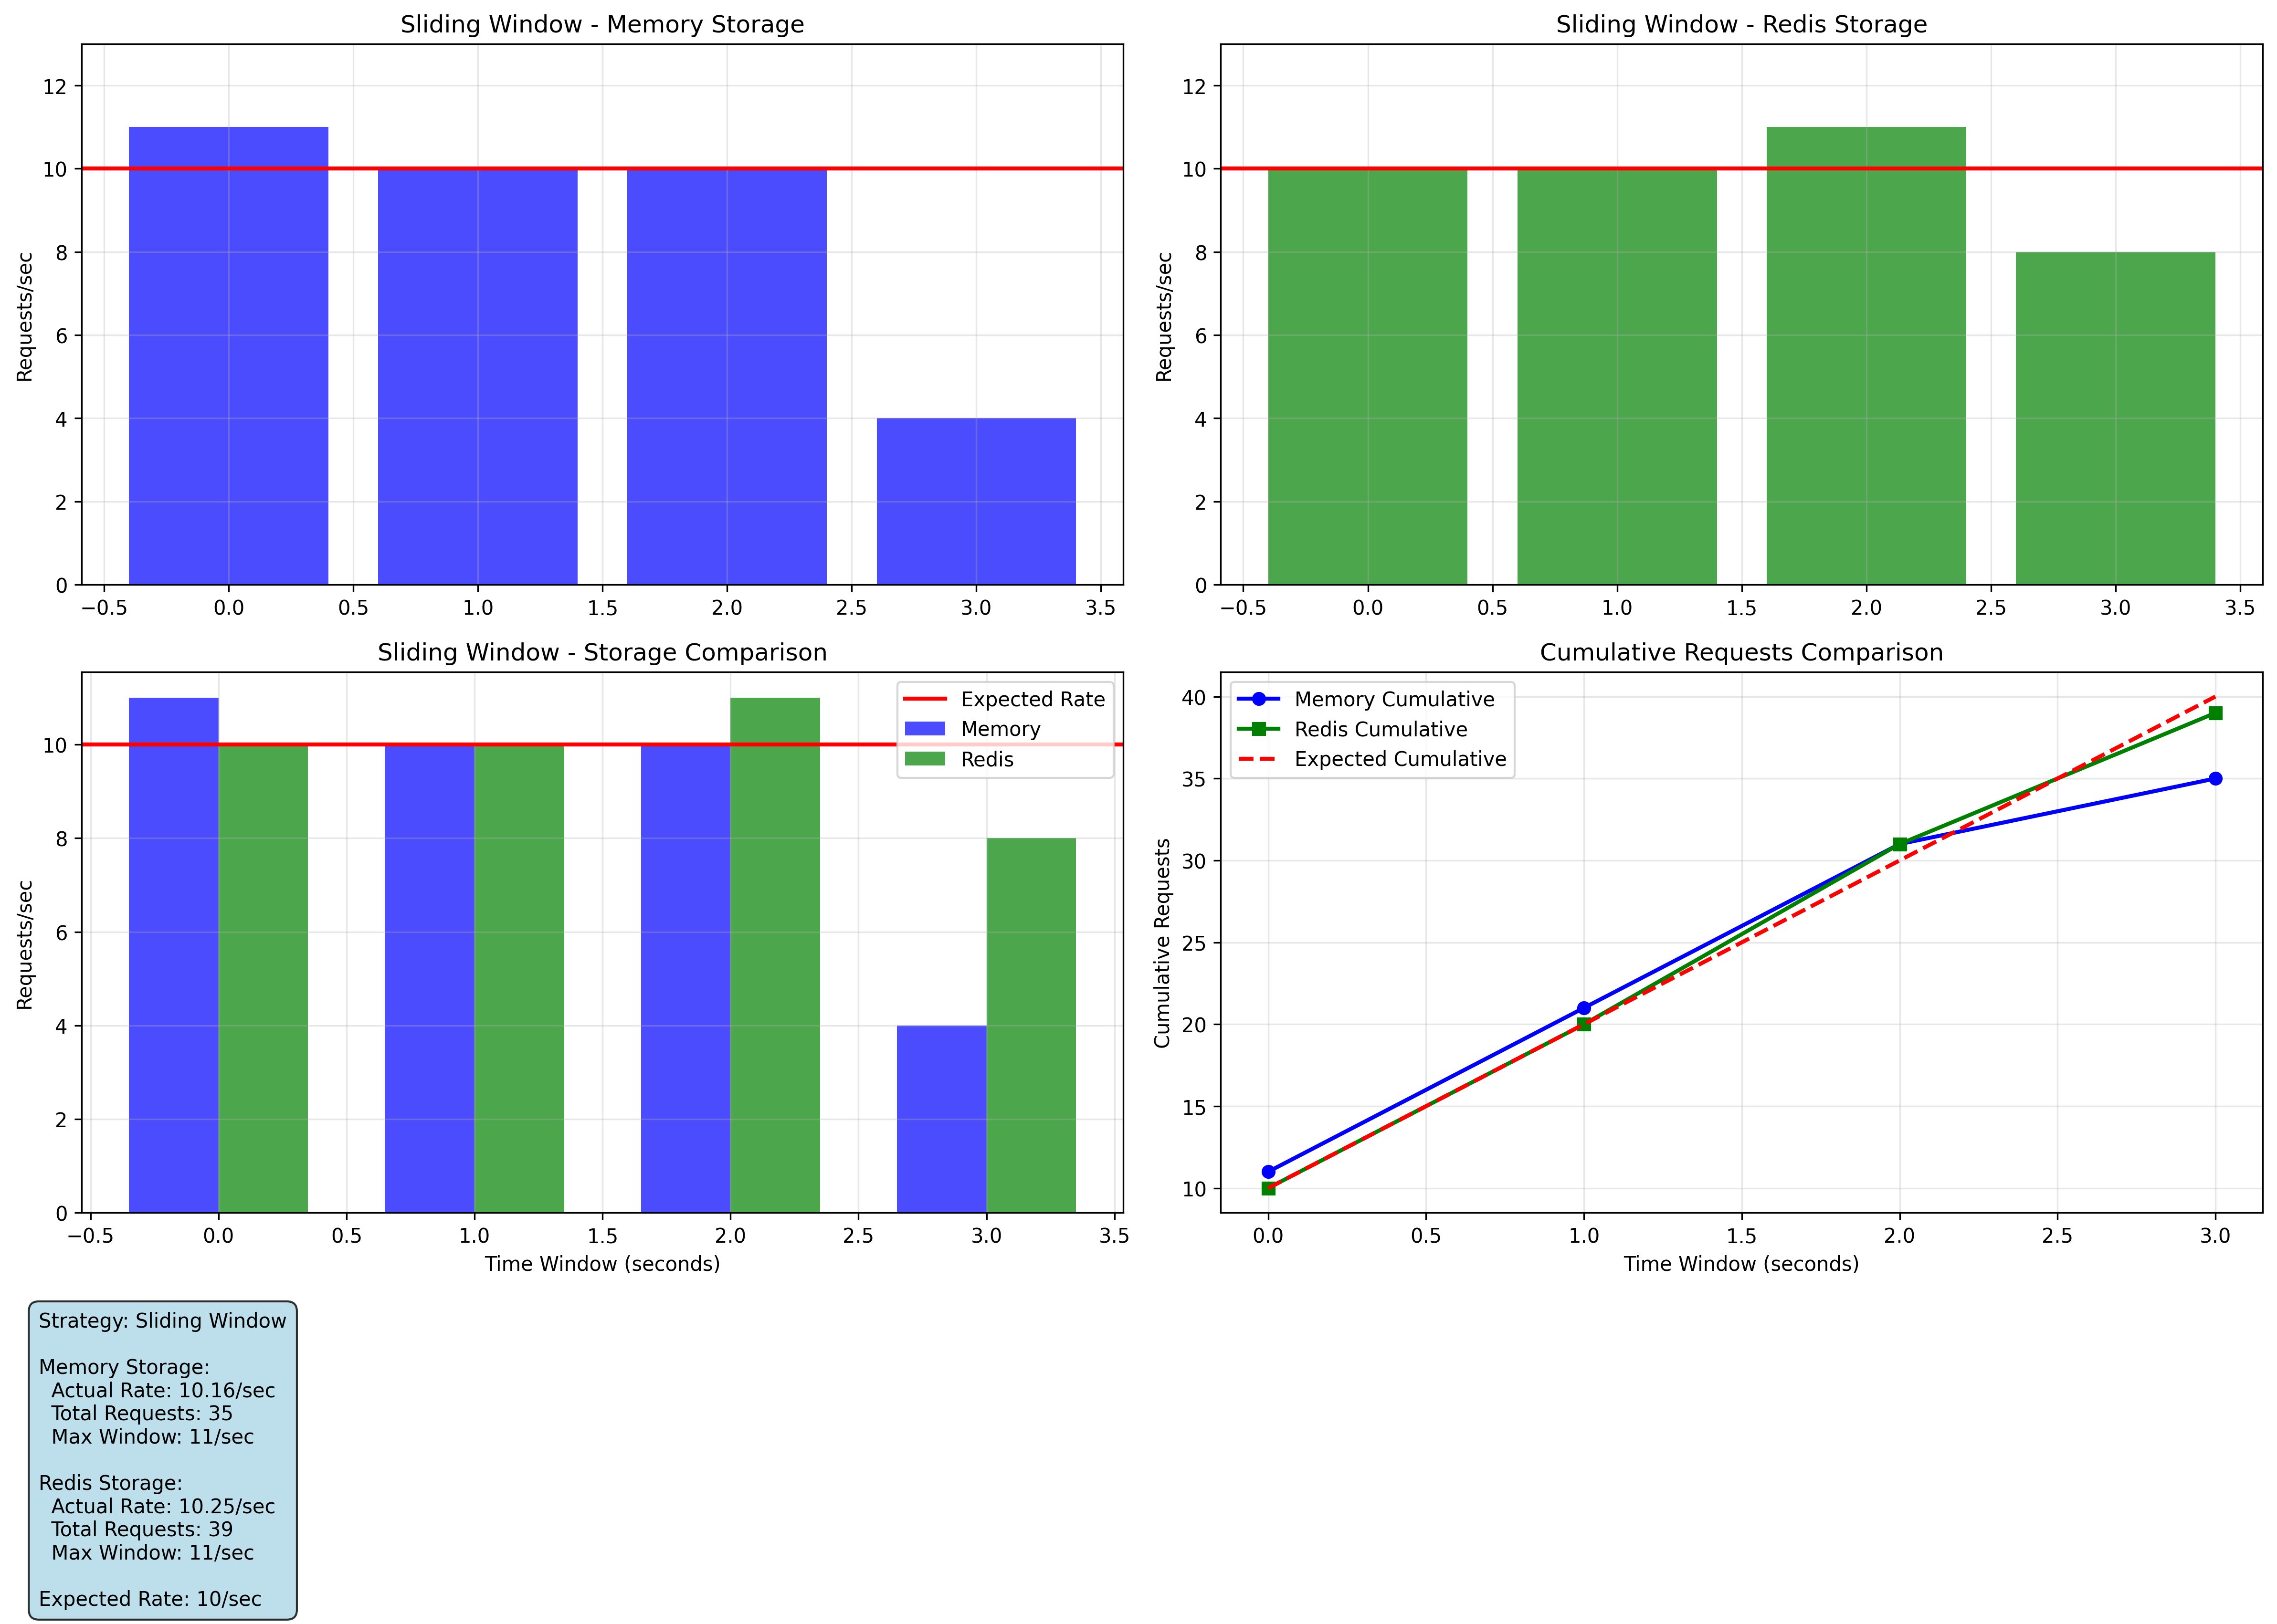 Sliding Window - Memory Storage
Requests/sec
12
10
8
6
4
2
0
−0.5 0.0 0.5 1.0 1.5 2.0 2.5 3.0 3.5
Sliding Window - Redis Storage
Requests/sec
12
10
8
6
4
2
0
−0.5 0.0 0.5 1.0 1.5 2.0 2.5 3.0 3.5
Sliding Window - Storage Comparison
Requests/sec
10
8
6
4
2
0
Expected Rate
Memory
Redis
−0.5 0.0 0.5 1.0 1.5 2.0 2.5 3.0 3.5
Time Window (seconds)
Cumulative Requests Comparison
Cumulative Requests
40
35
30
25
20
15
10
Memory Cumulative
Redis Cumulative
Expected Cumulative
0.0 0.5 1.0 1.5 2.0 2.5 3.0
Time Window (seconds)
Strategy: Sliding Window
Memory Storage:
Actual Rate: 10.16/sec
Total Requests: 35
Max Window: 11/sec
Redis Storage:
Actual Rate: 10.25/sec
Total Requests: 39
Max Window: 11/sec
Expected Rate: 10/sec